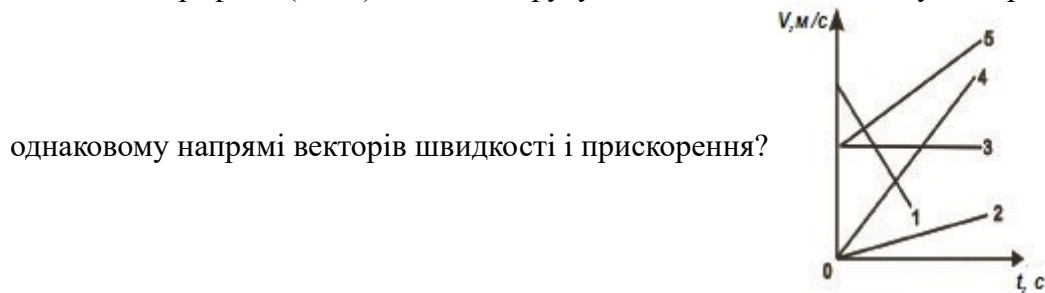 однаковому напрямі векторів швидкості і прискорення?
V,м/с
5
4
3
1
2
0
t, с